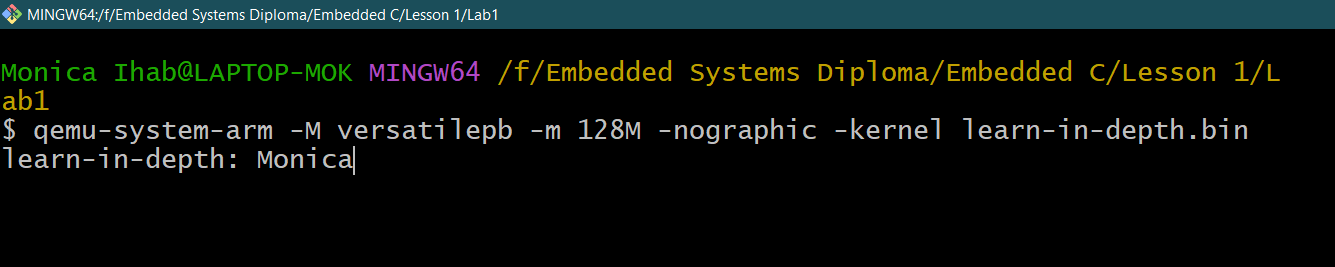 MINGW64:/f/Embedded Systems Diploma/Embedded C/Lesson 1/Lab1
Monica Ihab@LAPTOP-MOK MINGW64 /f/Embedded Systems Diploma/Embedded C/Lesson 1/L
ab1
$ qemu-system-arm -M versatilepb -m 128M -nographic -kernel learn-in-depth.bin
learn-in-depth: Monica